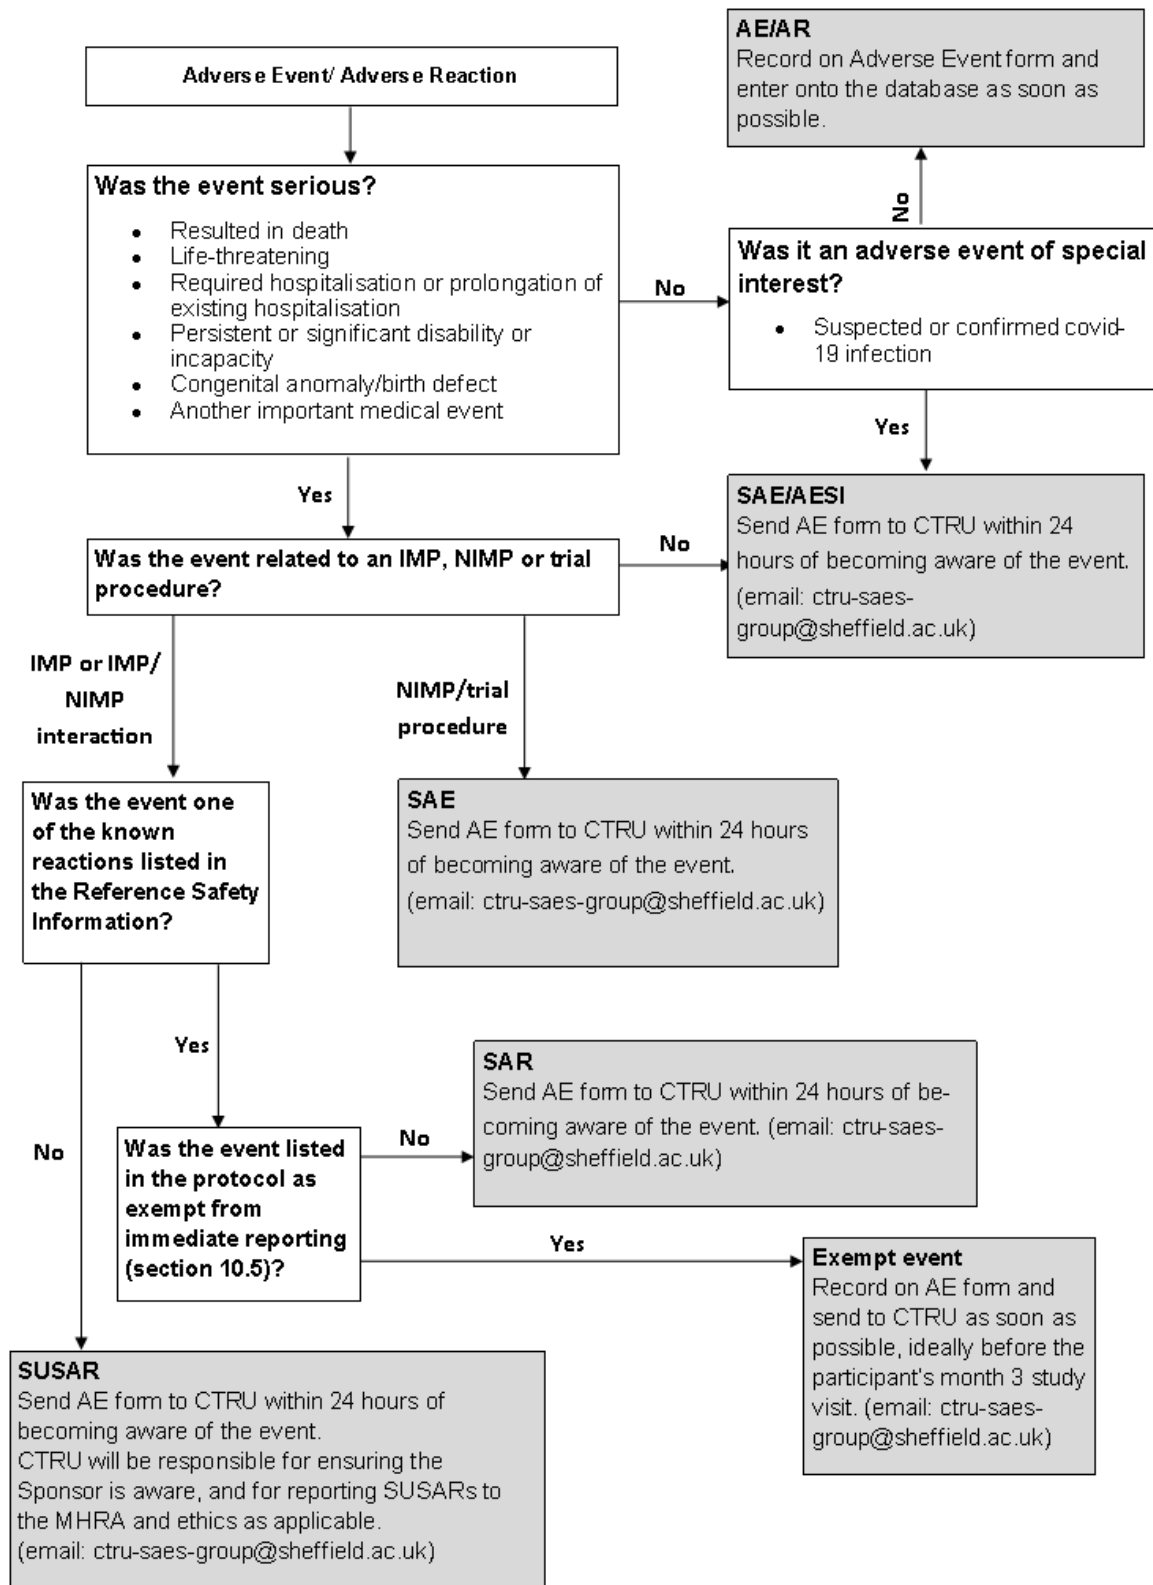 Adverse Event/ Adverse Reaction
AE/AR
Record on Adverse Event form and
enter onto the database as soon as
possible.
Was the event serious?
• Resulted in death
• Life-threatening
• Required hospitalisation or prolongation of
existing hospitalisation
• Persistent or significant disability or
incapacity
• Congenital anomaly/birth defect
• Another important medical event
No
No
Was it an adverse event of special
interest?
• Suspected or confirmed covid-
19 infection
Yes
Yes
SAE/AESI
Send AE form to CTRU within 24
hours of becoming aware of the event.
(email: ctru-saes-
group@sheffield.ac.uk)
Was the event related to an IMP, NIMP or trial
procedure?
No
IMP or IMP/
NIMP
interaction
NIMP/trial
procedure
Was the event one
of the known
reactions listed in
the Reference Safety
Information?
SAE
Send AE form to CTRU within 24 hours
of becoming aware of the event.
(email: ctru-saes-group@sheffield.ac.uk)
Yes
No
SAR
Send AE form to CTRU within 24 hours of be-
coming aware of the event. (email: ctru-saes-
group@sheffield.ac.uk)
Was the event listed
in the protocol as
exempt from
immediate reporting
(section 10.5)?
No
Yes
Exempt event
Record on AE form and
send to CTRU as soon as
possible, ideally before the
participant's month 3 study
visit. (email: ctru-saes-
group@sheffield.ac.uk)
SUSAR
Send AE form to CTRU within 24 hours of
becoming aware of the event.
CTRU will be responsible for ensuring the
Sponsor is aware, and for reporting SUSARs to
the MHRA and ethics as applicable.
(email: ctru-saes-group@sheffield.ac.uk)